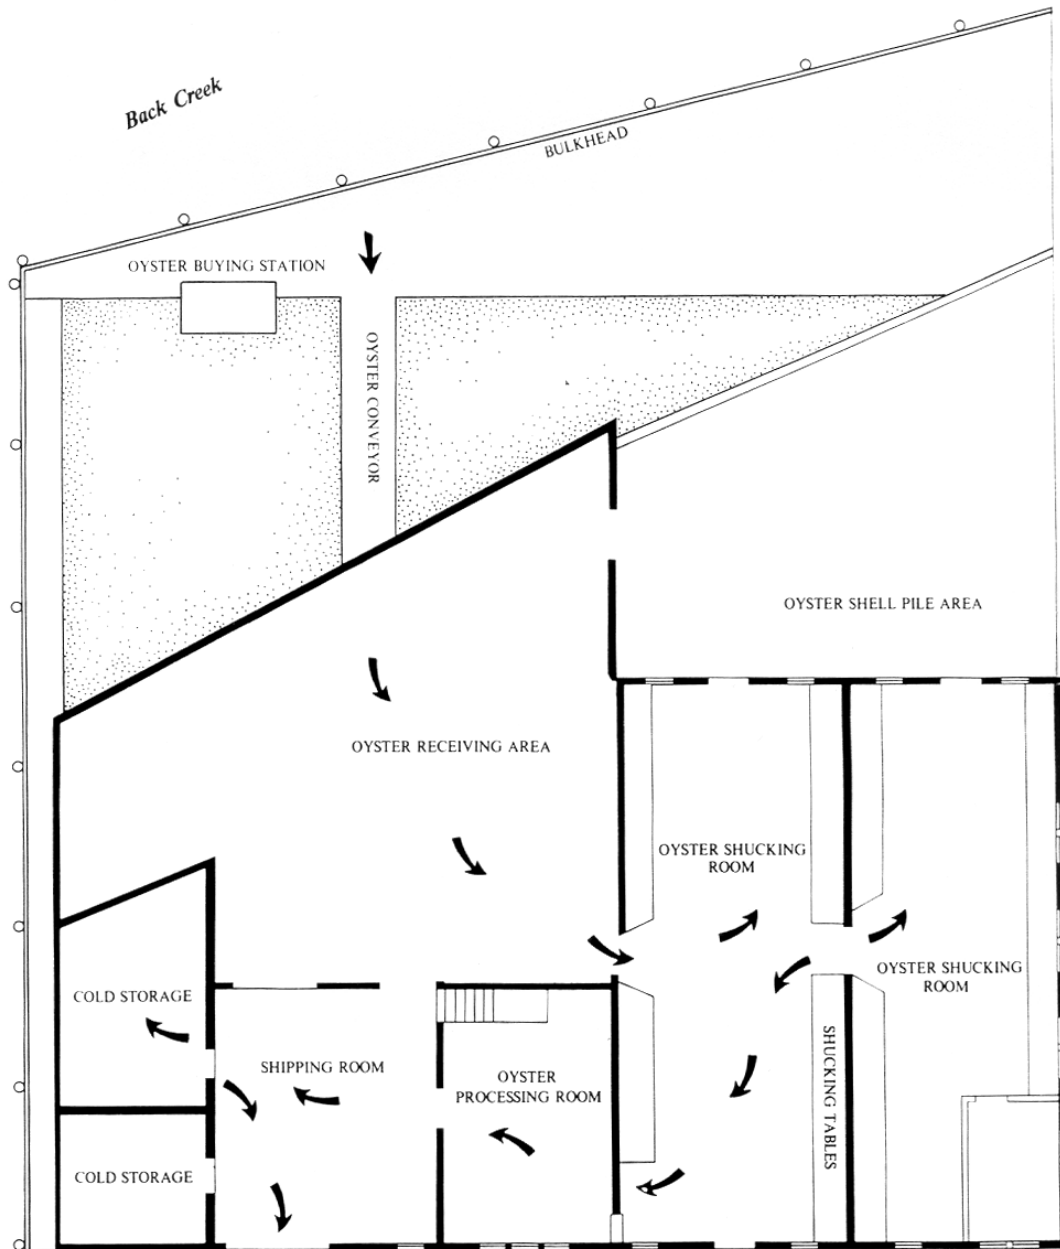 Back Creek
BULKHEAD
OYSTER BUYING STATION
OYSTER CONVEYOR
OYSTER SHELL PILE AREA
OYSTER RECEIVING AREA
OYSTER SHUCKING
ROOM
OYSTER SHUCKING
ROOM
COLD STORAGE
SHIPPING ROOM
OYSTER
PROCESSING ROOM
SHUCKING TABLES
COLD STORAGE